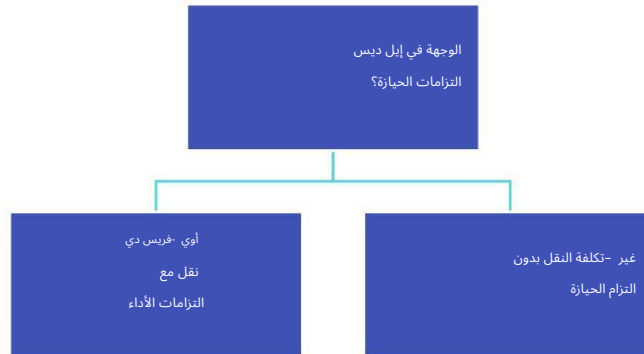 الوجهة في إيل ديس
التزامات الحيازة؟
أوي -فريس دي
نقل مع
التزامات الأداء
غير –تكلفة النقل بدون
التزام الحيازة